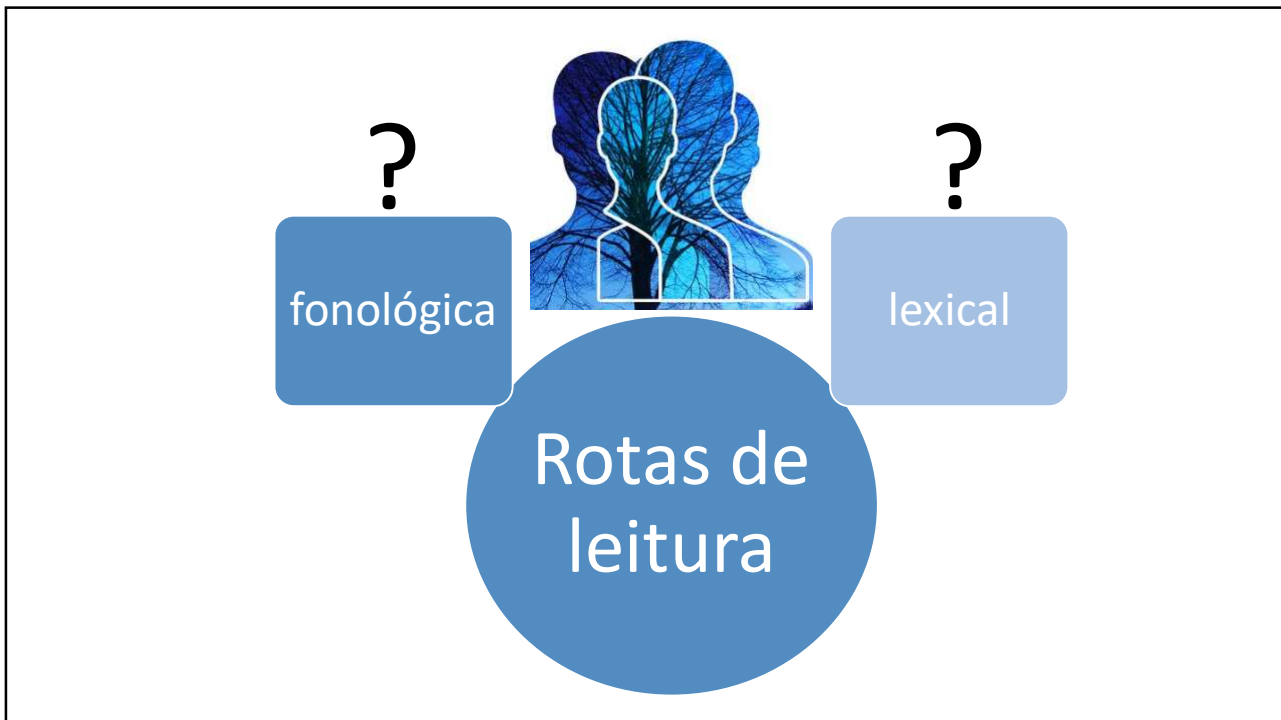 ?
?
fonológica
lexical
Rotas de
leitura